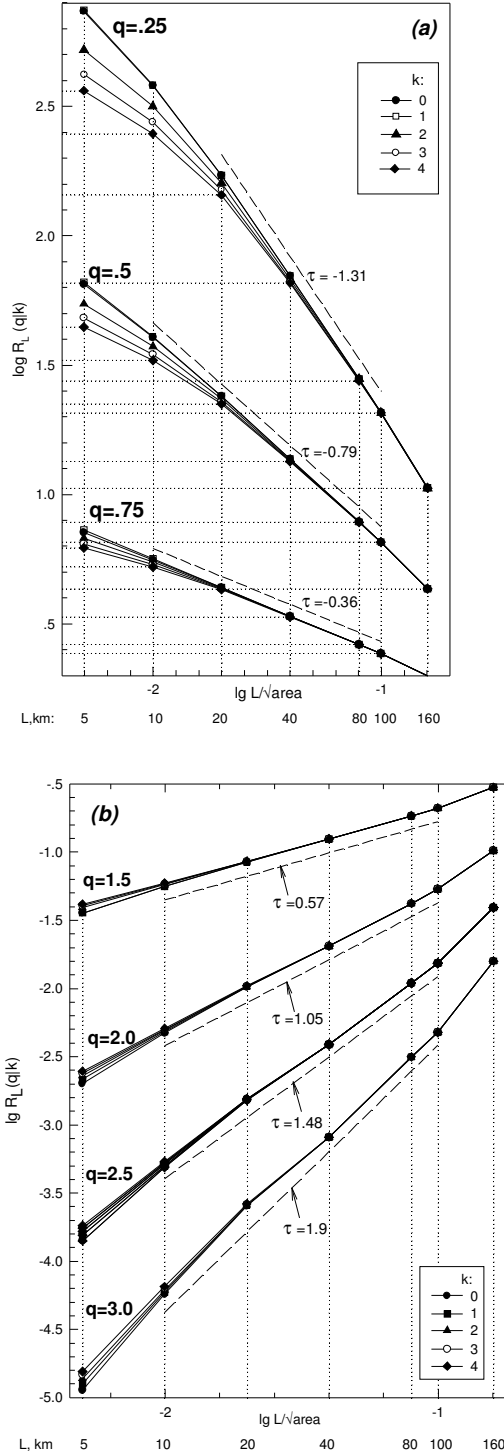 (a)
q=.25
k:
0
1
2
3
4
2.5
2.0
1.5
1.0
.5
log R_L (q|k)
τ = -1.31
q=.5
τ =-0.79
q=.75
τ =-0.36
-2
-1
lg L/√area
L,km: 5 10 20 40 80 100 160
(b)
-.5
-1.0
-1.5
-2.0
-2.5
-3.0
-3.5
-4.0
-4.5
-5.0
lg R_L(q|k)
q=1.5
τ =0.57
q=2.0
τ =1.05
q=2.5
τ =1.48
q=3.0
τ =1.9
k:
0
1
2
3
4
-2
-1
lg L/√area
L, km 5 10 20 40 80 100 160